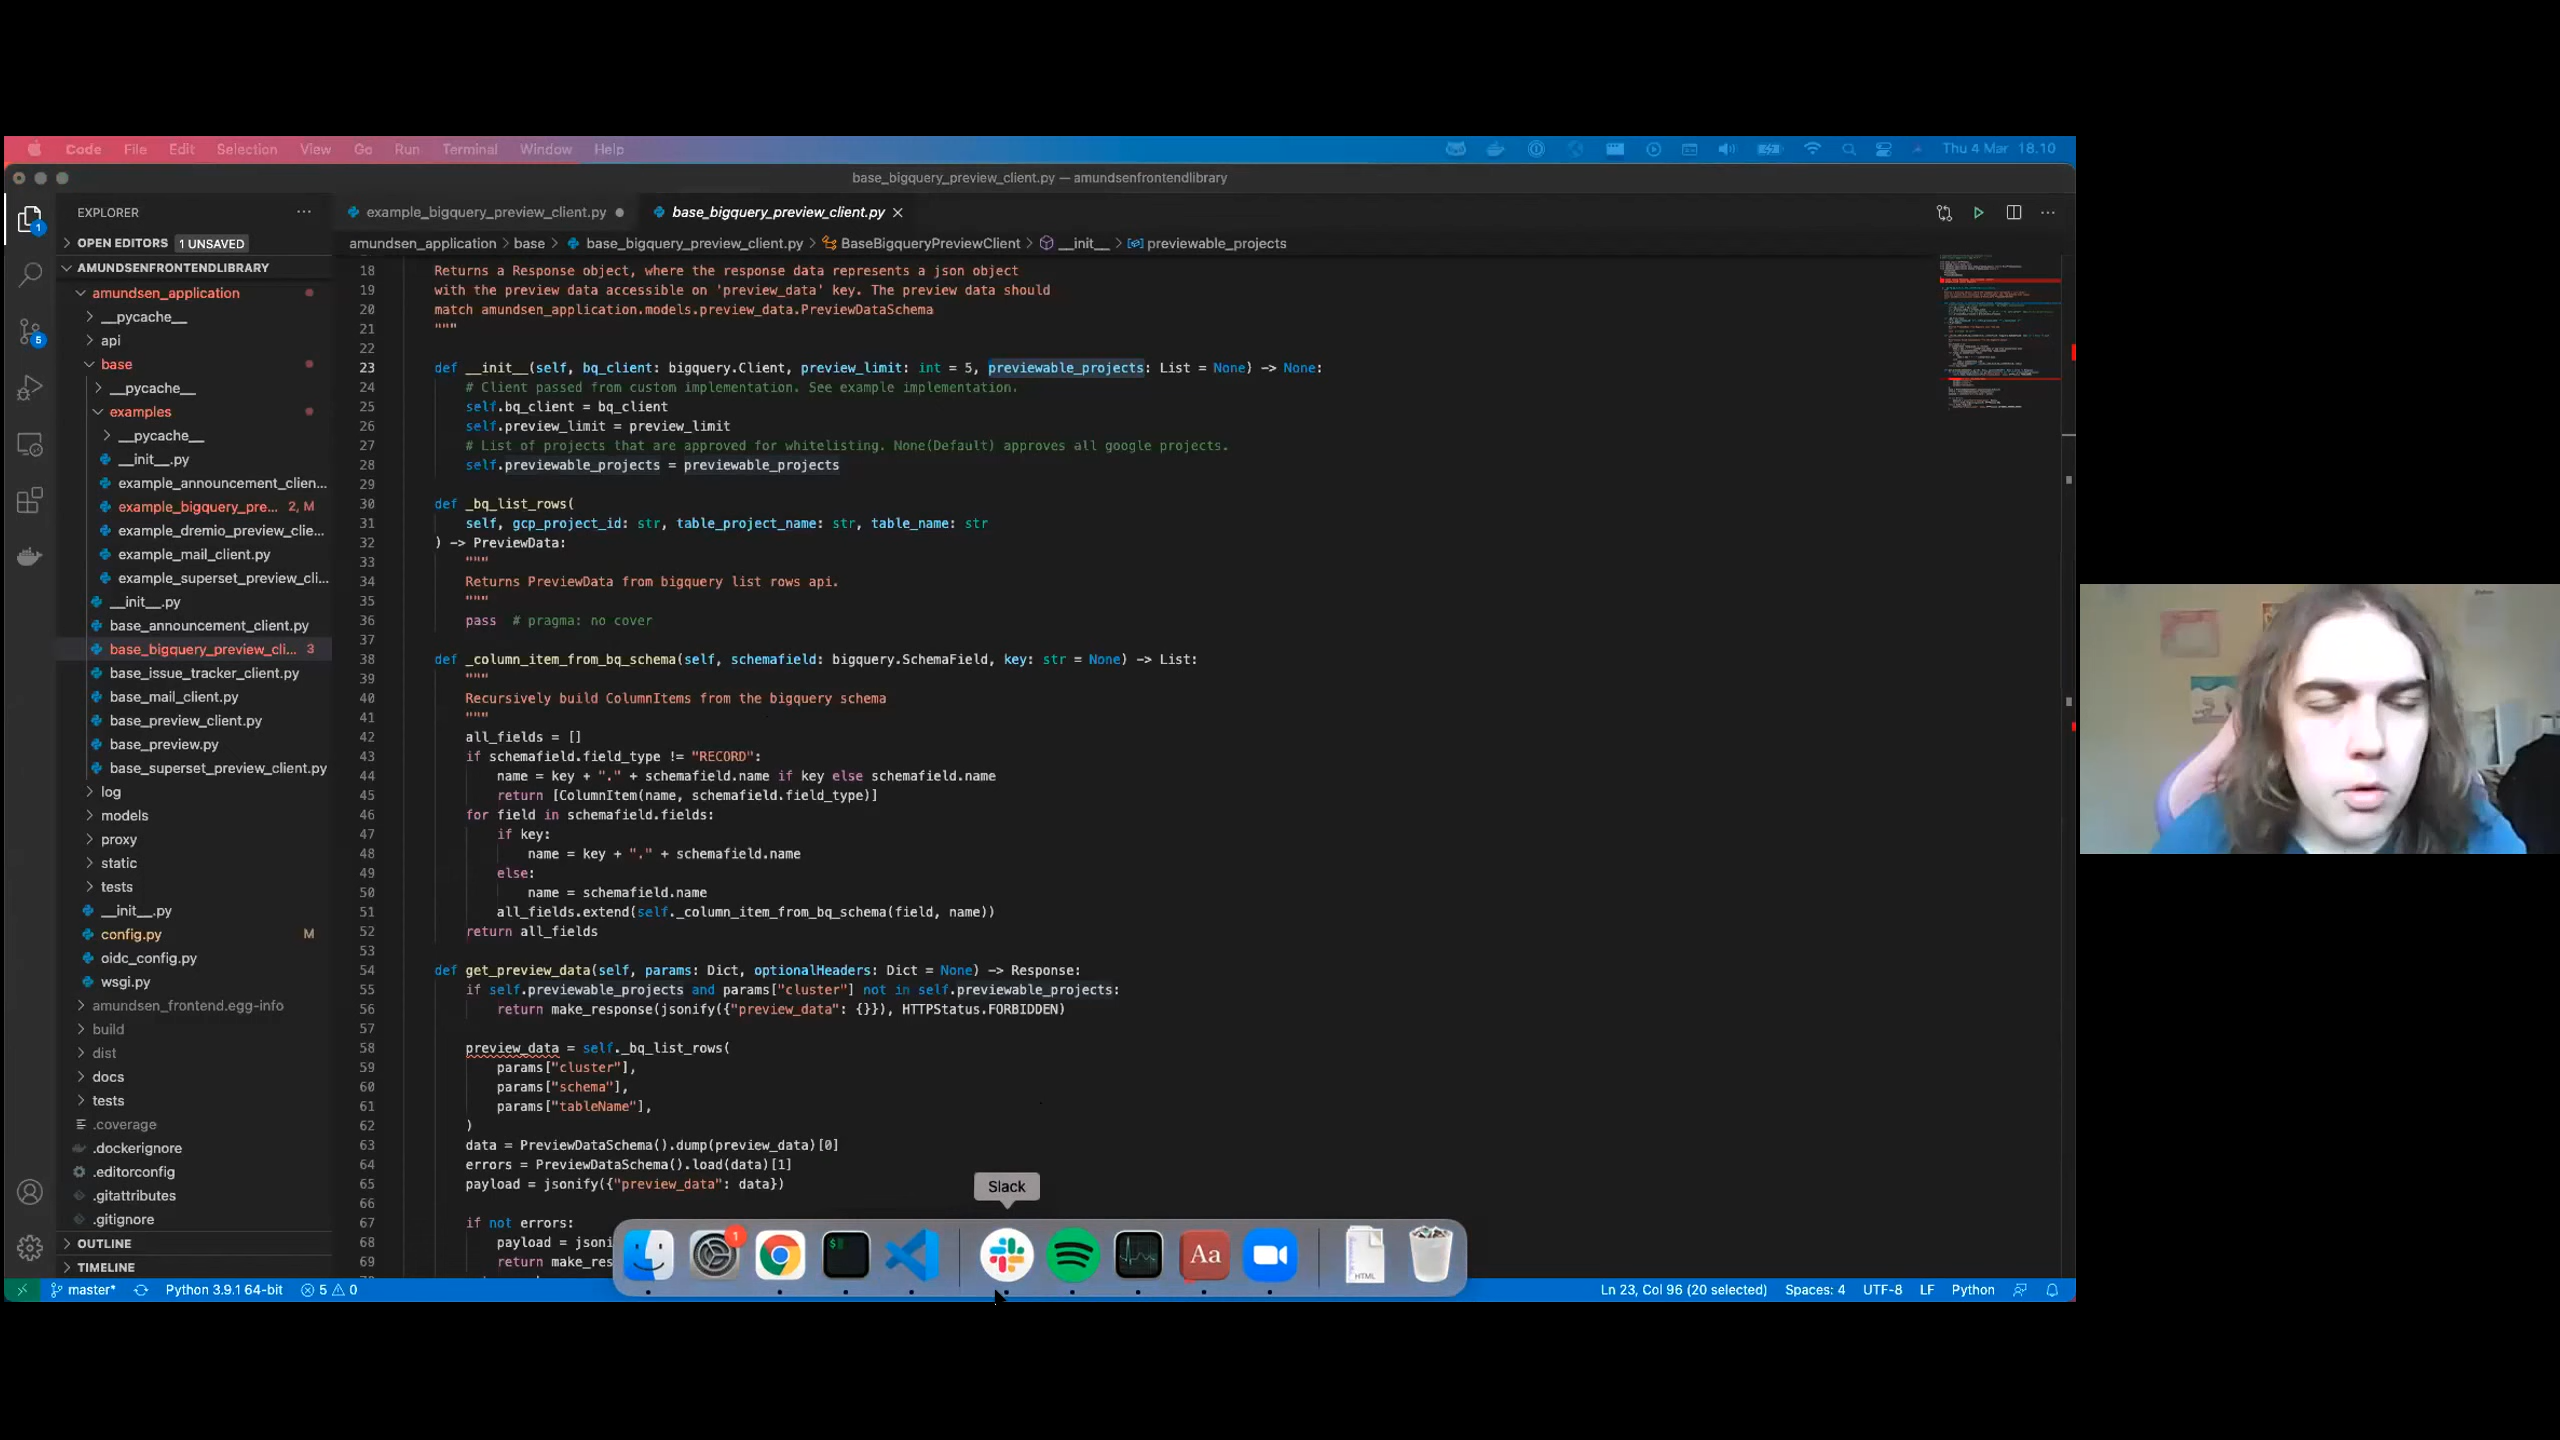 Code File Edit Selection View Go Run Terminal Window Help Thu 4 Mar 18.10
base_bigquery_preview_client.py — amundsenfrontendlibrary
EXPLORER
OPEN EDITORS 1 UNSAVED
AMUNDSENFRONTENDLIBRARY
amundsen_application
__pycache__
api
base
__pycache__
examples
__pycache__
__init__.py
example_announcement_clien...
example_bigquery_pre... 2, M
example_dremio_preview_clie...
example_mail_client.py
example_superset_preview_cli...
__init__.py
base_announcement_client.py
base_bigquery_preview_cli... 3
base_issue_tracker_client.py
base_mail_client.py
base_preview_client.py
base_preview.py
base_superset_preview_client.py
log
models
proxy
static
tests
__init__.py
config.py M
oidc_config.py
wsgi.py
amundsen_frontend.egg-info
build
dist
docs
tests
.coverage
.dockerignore
.editorconfig
.gitattributes
.gitignore
OUTLINE
TIMELINE
1
5
example_bigquery_preview_client.py base_bigquery_preview_client.py
amundsen_application > base > base_bigquery_preview_client.py > BaseBigqueryPreviewClient > __init__ > previewable_projects
18 Returns a Response object, where the response data represents a json object
19 with the preview data accessible on 'preview_data' key. The preview data should
20 match amundsen_application.models.preview_data.PreviewDataSchema
21 """
22
23 def __init__(self, bq_client: bigquery.Client, preview_limit: int = 5, previewable_projects: List = None) -> None:
24 # Client passed from custom implementation. See example implementation.
25 self.bq_client = bq_client
26 self.preview_limit = preview_limit
27 # List of projects that are approved for whitelisting. None(Default) approves all google projects.
28 self.previewable_projects = previewable_projects
29
30 def _bq_list_rows(
31 self, gcp_project_id: str, table_project_name: str, table_name: str
32 ) -> PreviewData:
33 """
34 Returns PreviewData from bigquery list rows api.
35 """
36 pass # pragma: no cover
37
38 def _column_item_from_bq_schema(self, schemafield: bigquery.SchemaField, key: str = None) -> List:
39 """
40 Recursively build ColumnItems from the bigquery schema
41 """
42 all_fields = []
43 if schemafield.field_type != "RECORD":
44 name = key + "." + schemafield.name if key else schemafield.name
45 return [ColumnItem(name, schemafield.field_type)]
46 for field in schemafield.fields:
47 if key:
48 name = key + "." + schemafield.name
49 else:
50 name = schemafield.name
51 all_fields.extend(self._column_item_from_bq_schema(field, name))
52 return all_fields
53
54 def get_preview_data(self, params: Dict, optionalHeaders: Dict = None) -> Response:
55 if self.previewable_projects and params["cluster"] not in self.previewable_projects:
56 return make_response(jsonify({"preview_data": {}}), HTTPStatus.FORBIDDEN)
57
58 preview_data = self._bq_list_rows(
59 params["cluster"],
60 params["schema"],
61 params["tableName"],
62 )
63 data = PreviewDataSchema().dump(preview_data)[0]
64 errors = PreviewDataSchema().load(data)[1]
65 payload = jsonify({"preview_data": data})
66
67 if not errors:
68 payload = jsoni
69 return make_res
Slack
1
Aa
HTML
master* Python 3.9.1 64-bit 5 0 Ln 23, Col 96 (20 selected) Spaces: 4 UTF-8 LF Python